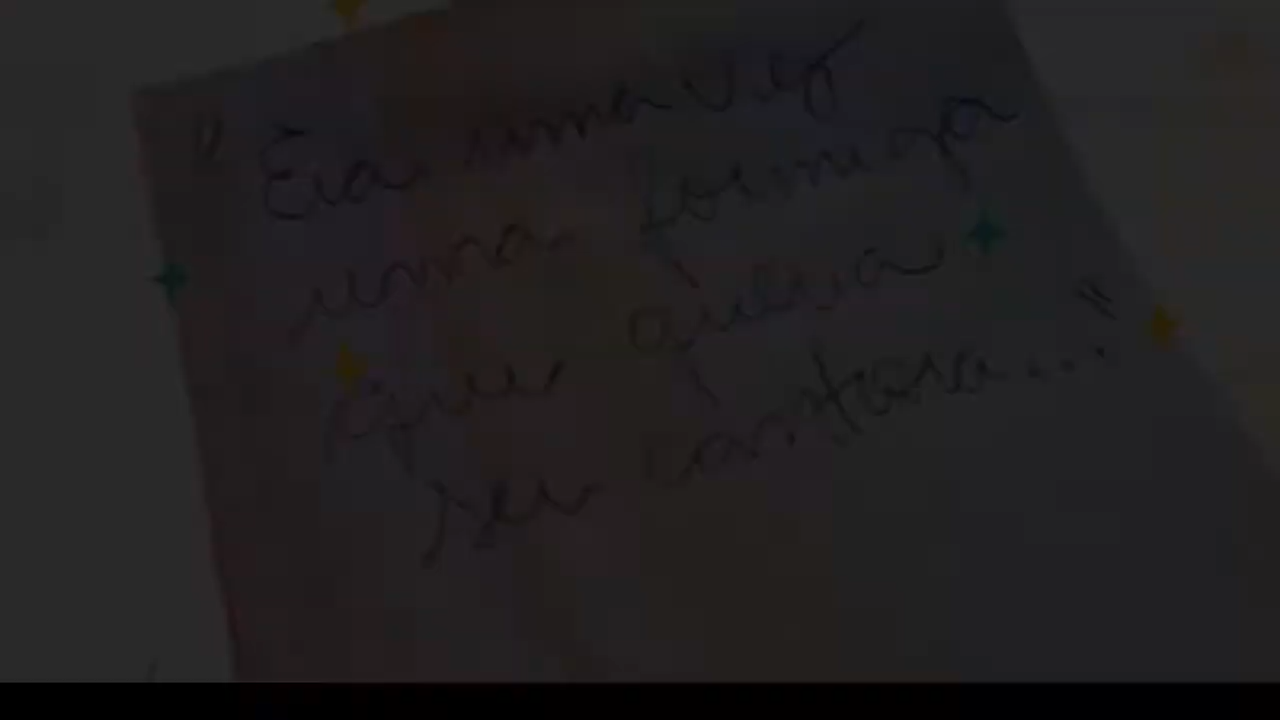 "Era uma vez
uma formiga
que queria
ser cantora..."